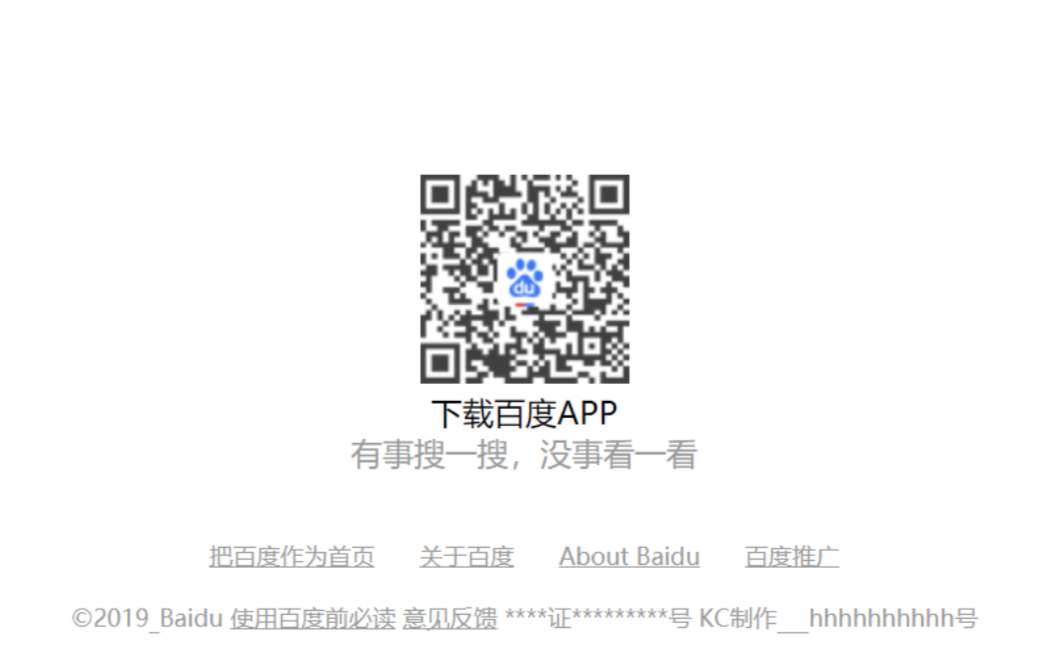 du
下载百度APP
有事搜一搜，没事看一看
把百度作为首页 关于百度 About Baidu 百度推广
©2019_Baidu 使用百度前必读 意见反馈 ****证*********号 KC制作___hhhhhhhhhhh号